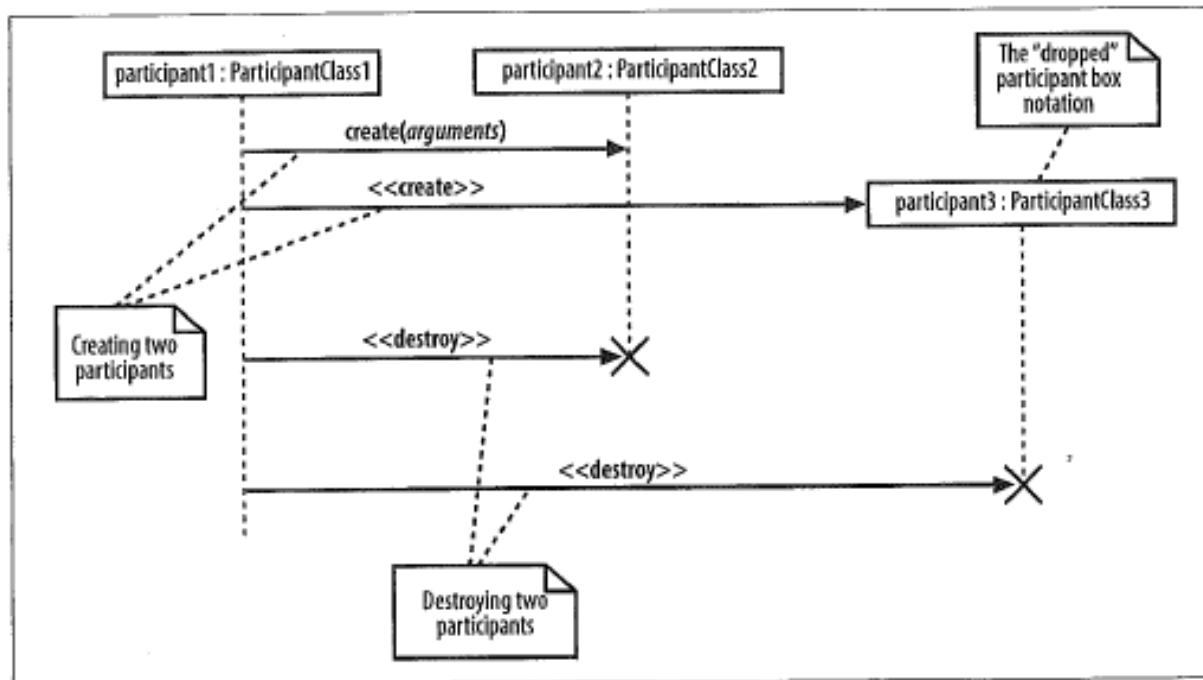 participant1 : ParticipantClass1
participant2 : ParticipantClass2
The "dropped"
participant box
notation
create(arguments)
<<create>>
participant3 : ParticipantClass3
Creating two
participants
<<destroy>>
<<destroy>>
Destroying two
participants